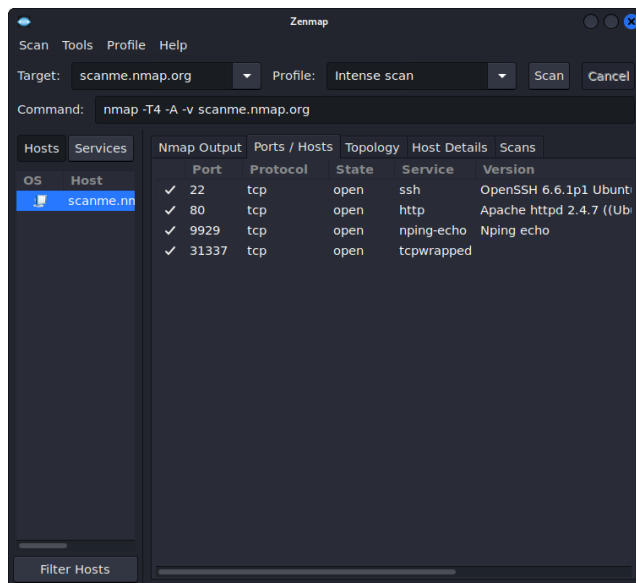 Zenmap
Scan Tools Profile Help
Target: scanme.nmap.org Profile: Intense scan Scan Cancel
Command: nmap -T4 -A -v scanme.nmap.org
Hosts Services Nmap Output Ports / Hosts Topology Host Details Scans
OS Host Port Protocol State Service Version
scanme.nm 22 tcp open ssh OpenSSH 6.6.1p1 Ubunt
80 tcp open http Apache httpd 2.4.7 ((Ub
9929 tcp open nping-echo Nping echo
31337 tcp open tcpwrapped
Filter Hosts